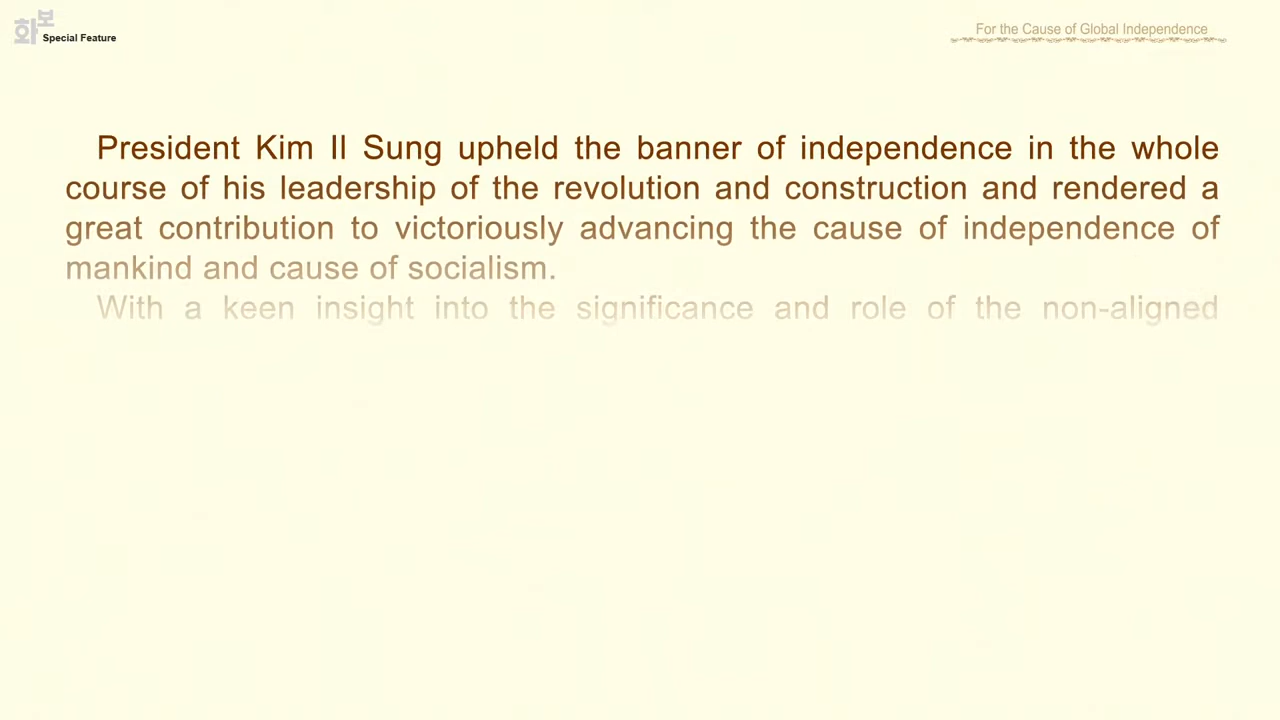 화보
Special Feature
For the Cause of Global Independence
President Kim Il Sung upheld the banner of independence in the whole
course of his leadership of the revolution and construction and rendered a
great contribution to victoriously advancing the cause of independence of
mankind and cause of socialism.
With a keen insight into the significance and role of the non-aligned